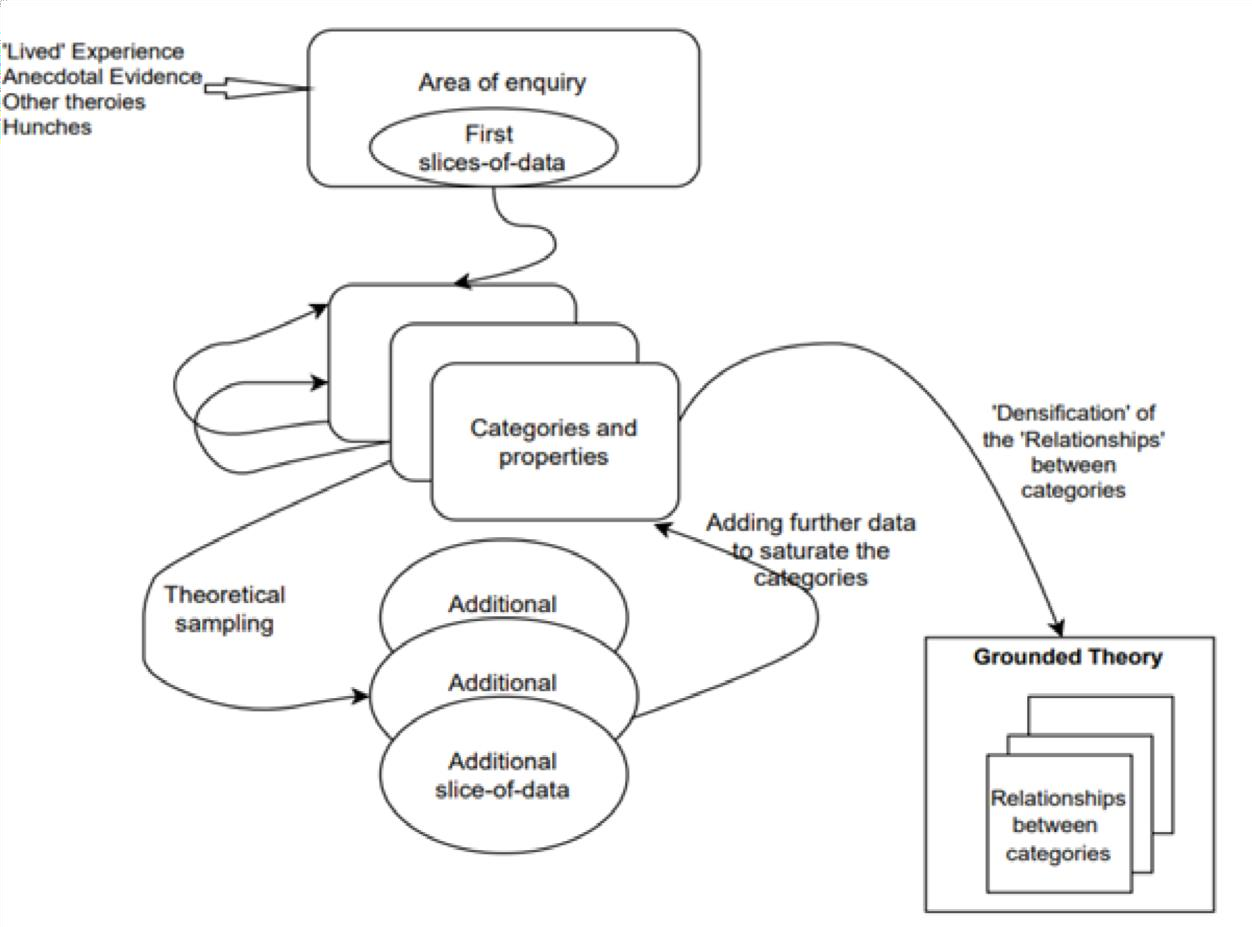 'Lived' Experience
Anecdotal Evidence
Other theroies
Hunches
Area of enquiry
First
slices-of-data
Categories and
properties
'Densification' of
the 'Relationships'
between
categories
Adding further data
to saturate the
categories
Theoretical
sampling
Additional
Additional
Additional
slice-of-data
Grounded Theory
Relationships
between
categories